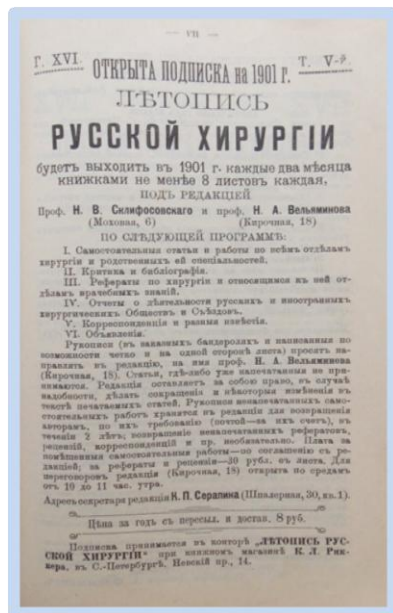 — VII —
Г. XVI. ОТКРЫТА ПОДПИСКА на 1901 г. Т. V-й.
ЛѢТОПИСЬ
РУССКОЙ ХИРУРГІИ
будетъ выходить въ 1901 г. каждые два мѣсяца
книжками не менѣе 8 листовъ каждая,
ПОДЪ РЕДАКЦІЕЙ
Проф. Н. В. Склифосовскаго и проф. Н. А. Вельяминова
(Моховая, 6) (Кирочная, 18)
ПО СЛѢДУЮЩЕЙ ПРОГРАММѢ:
I. Самостоятельныя статьи и работы по всѣмъ отдѣламъ
хирургіи и родственныхъ ей спеціальностей.
II. Критика и библіографія.
III. Рефераты по хирургіи и относящимся къ ней от-
дѣламъ врачебныхъ знаній.
IV. Отчеты о дѣятельности русскихъ и иностранныхъ
хирургическихъ Обществъ и Съѣздовъ.
V. Корреспонденція и разныя извѣстія.
VI. Объявленія.
Рукописи (въ заказныхъ бандероляхъ и написанныя по
возможности четко и на одной сторонѣ листа) просятъ на-
правлять въ редакцію, на имя проф. Н. А. Вельяминова
(Кирочная, 18). Статьи, гдѣ-либо уже напечатанныя не при-
нимаются. Редакція оставляетъ за собою право, въ случаѣ
надобности, дѣлать сокращенія и нѣкоторыя измѣненія въ
текстѣ печатаемыхъ статей. Рукописи ненапечатанныхъ само-
стоятельныхъ работъ хранятся въ редакціи для возвращенія
авторамъ, по ихъ требованію (почтой—за ихъ счетъ), въ
теченіи 2 лѣтъ; возвращеніе ненапечатанныхъ рефератовъ,
рецензій, корреспонденцій и пр. необязательно. Плата за
помѣщенныя самостоятельныя работы—по соглашенію съ ре-
дакціей; за рефераты и рецензіи—30 рубл. съ листа. Для
переговоровъ редакція (Кирочная, 18) открыта по средамъ
отъ 10 до 11 час. утра.
Адресъ секретаря редакціи К. П. Серапина (Шпалерная, 30, кв. 1).
Цѣна за годъ съ пересыл. и достав. 8 руб.
Подписка принимается въ конторѣ „ЛѢТОПИСЬ РУС-
СКОЙ ХИРУРГІИ" при книжномъ магазинѣ К. Л. Рик-
кера, въ С.-Петербургѣ, Невскій пр., 14.